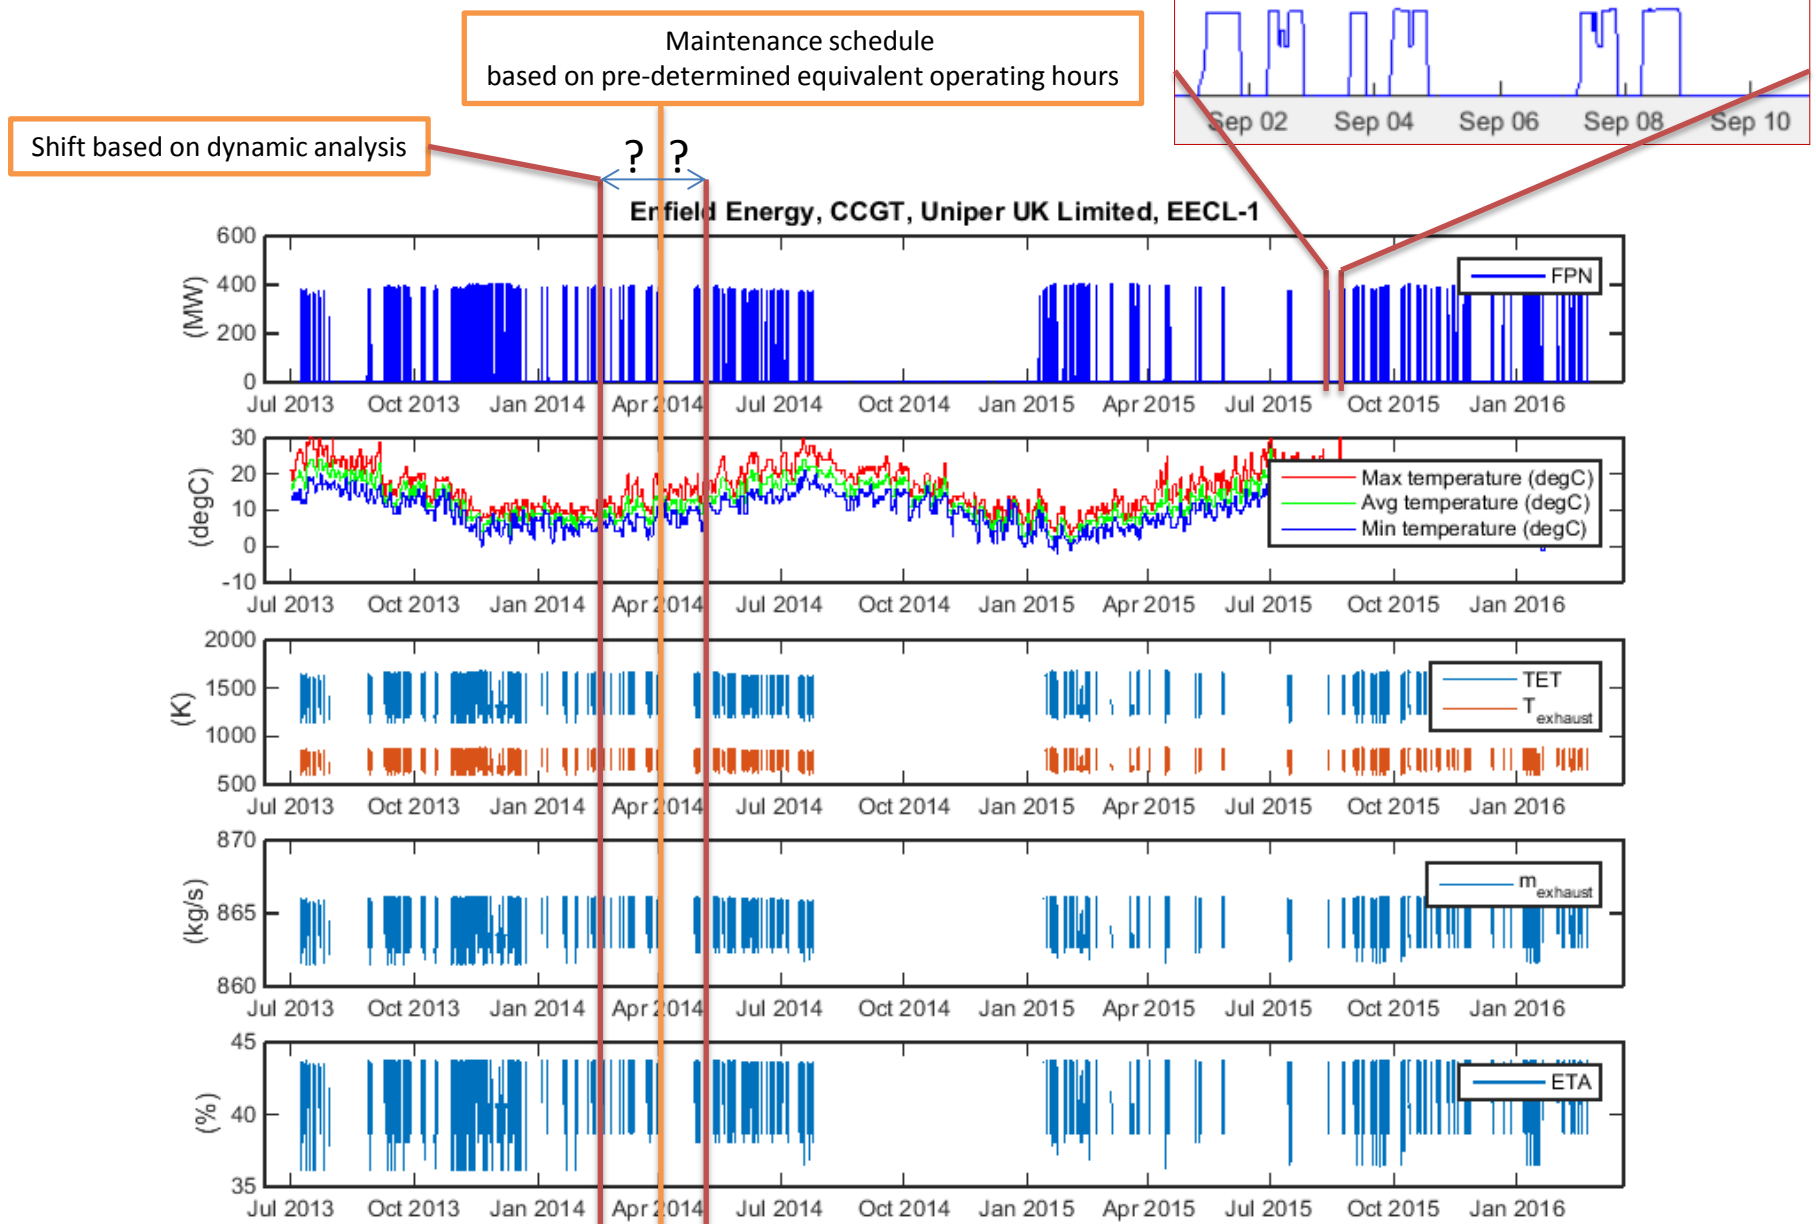 Maintenance schedule
based on pre-determined equivalent operating hours
Sep 02 Sep 04 Sep 06 Sep 08 Sep 10
Shift based on dynamic analysis
? ?
Enfield Energy, CCGT, Uniper UK Limited, EECL-1
600
400
200
0
(MW)
FPN
Jul 2013 Oct 2013 Jan 2014 Apr 2014 Jul 2014 Oct 2014 Jan 2015 Apr 2015 Jul 2015 Oct 2015 Jan 2016
30
20
10
0
-10
(degC)
Max temperature (degC)
Avg temperature (degC)
Min temperature (degC)
Jul 2013 Oct 2013 Jan 2014 Apr 2014 Jul 2014 Oct 2014 Jan 2015 Apr 2015 Jul 2015 Oct 2015 Jan 2016
2000
1500
1000
500
(K)
TET
T exhaust
Jul 2013 Oct 2013 Jan 2014 Apr 2014 Jul 2014 Oct 2014 Jan 2015 Apr 2015 Jul 2015 Oct 2015 Jan 2016
870
865
860
(kg/s)
m exhaust
Jul 2013 Oct 2013 Jan 2014 Apr 2014 Jul 2014 Oct 2014 Jan 2015 Apr 2015 Jul 2015 Oct 2015 Jan 2016
45
40
35
(%)
ETA
Jul 2013 Oct 2013 Jan 2014 Apr 2014 Jul 2014 Oct 2014 Jan 2015 Apr 2015 Jul 2015 Oct 2015 Jan 2016